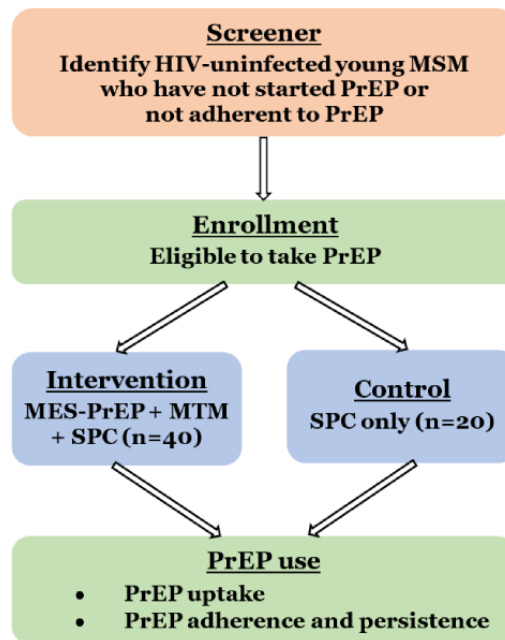 Screener
Identify HIV-uninfected young MSM
who have not started PrEP or
not adherent to PrEP
Enrollment
Eligible to take PrEP
Intervention
MES-PrEP + MTM
+ SPC (n=40)
Control
SPC only (n=20)
PrEP use
• PrEP uptake
• PrEP adherence and persistence